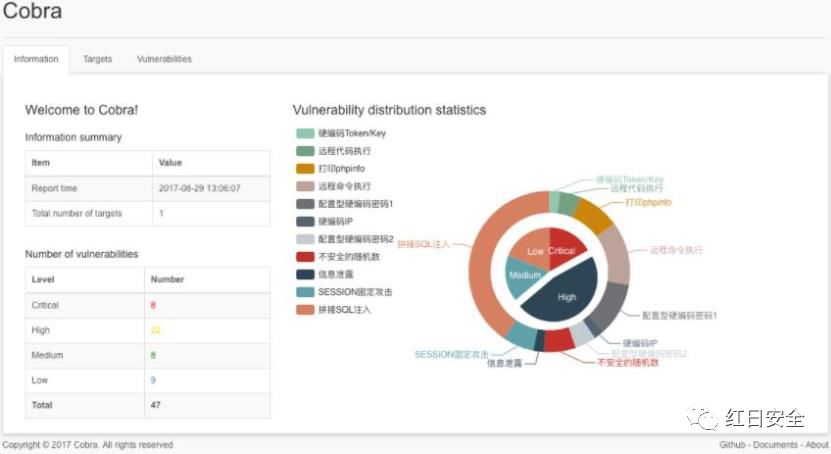 Cobra
Information Targets Vulnerabilities
Welcome to Cobra!
Information summary
Item Value
Report time 2017-08-29 13:06:07
Total number of targets 1
Number of vulnerabilities
Level Number
Critical 8
High 22
Medium 8
Low 9
Total 47
Vulnerability distribution statistics
硬编码Token/Key
远程代码执行
打印phpinfo
远程命令执行
配置型硬编码密码1
硬编码IP
配置型硬编码密码2
不安全的随机数
信息泄露
SESSION固定攻击
拼接SQL注入
硬编码Token/Key
远程代码执行
打印phpinfo
远程命令执行
配置型硬编码密码1
硬编码IP
配置型硬编码密码2
不安全的随机数
信息泄露
SESSION固定攻击
拼接SQL注入
Low Critical
Medium
High
红日安全
Copyright © 2017 Cobra. All rights reserved
Github - Documents - About